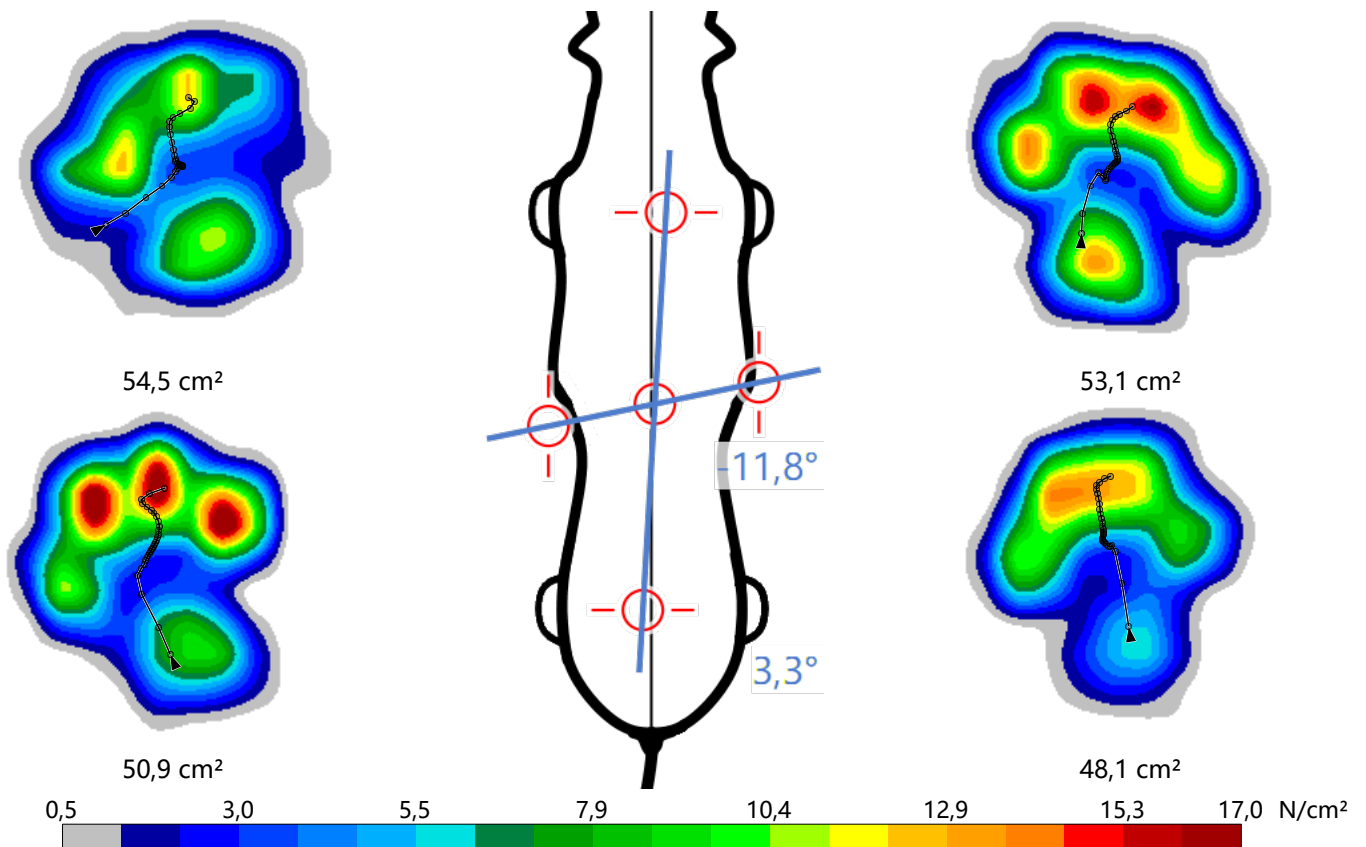 54,5 cm²
53,1 cm²
-11,8°
3,3°
50,9 cm²
48,1 cm²
0,5 3,0 5,5 7,9 10,4 12,9 15,3 17,0 N/cm²